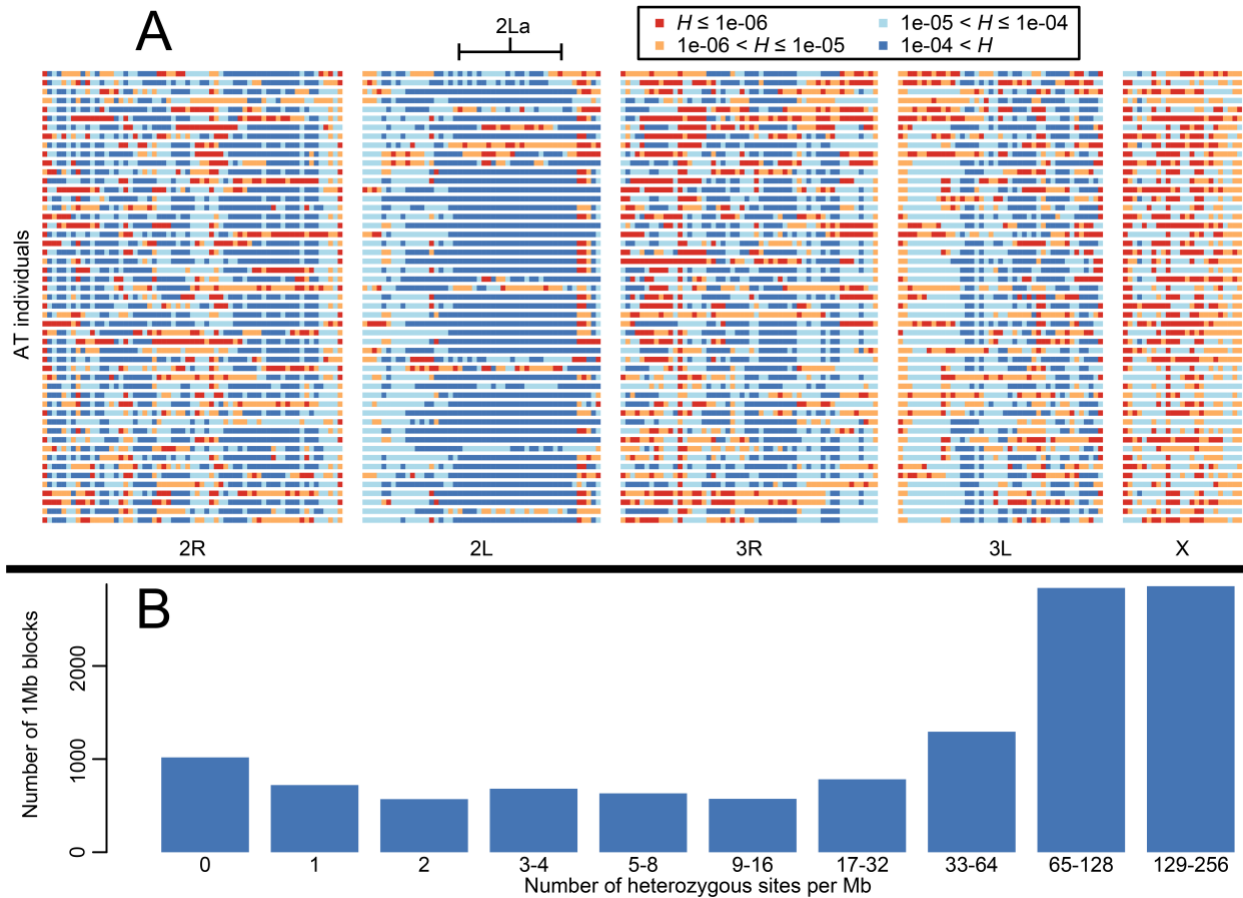 A
2La
H ≤ 1e-06
1e-05 < H ≤ 1e-04
1e-06 < H ≤ 1e-05
1e-04 < H
AT individuals
2R
2L
3R
3L
X
B
Number of 1Mb blocks
2000
1000
0
0
1
2
3-4
5-8
9-16
17-32
33-64
65-128
129-256
Number of heterozygous sites per Mb